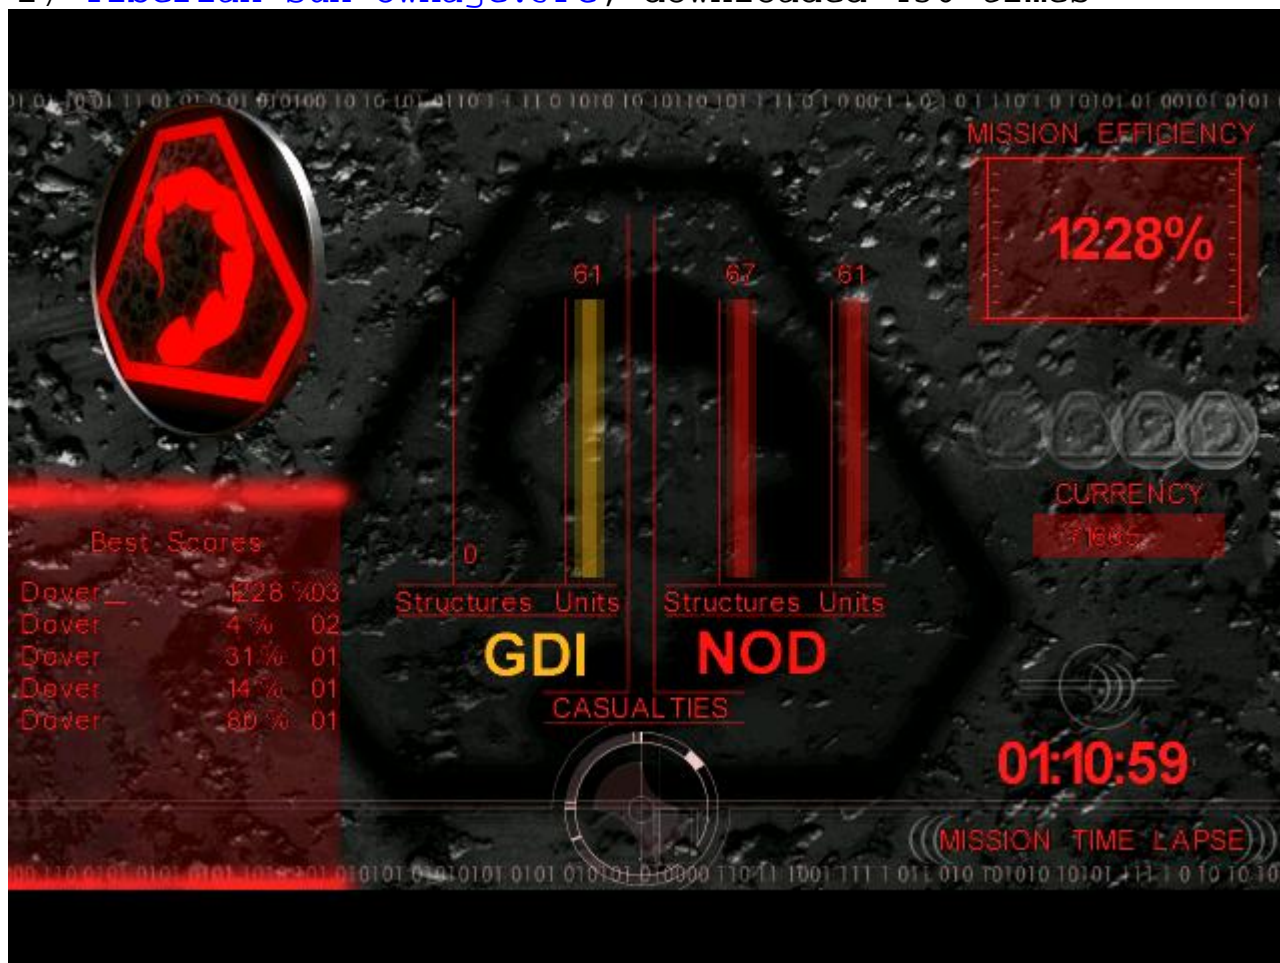 MISSION EFFICIENCY
1228%
61
67
61
0
CURRENCY
Best Scores
Dover_ 1228 %03
Dover 4 % 02
Dover 31 % 01
Dover 14 % 01
Dover 01
Structures Units
Structures Units
GDI
NOD
CASUALTIES
01:10:59
MISSION TIME LAPSE